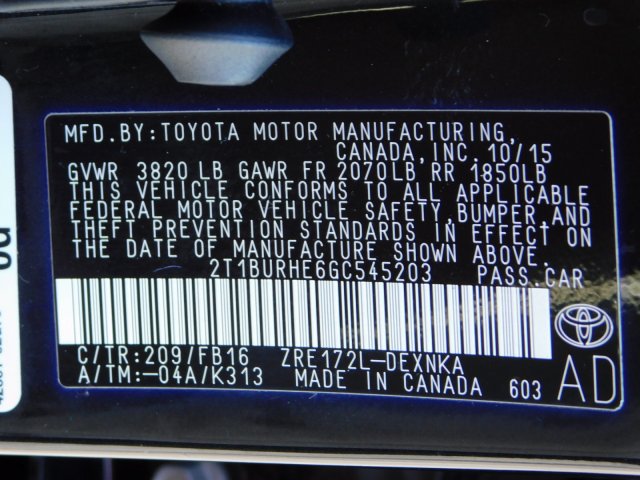 MFD.BY:TOYOTA MOTOR MANUFACTURING,
CANADA,INC. 10/15
GVWR 3820 LB GAWR FR 2070LB RR 1850LB
THIS VEHICLE CONFORMS TO ALL APPLICABLE
FEDERAL MOTOR VEHICLE SAFETY,BUMPER,AND
THEFT PREVENTION STANDARDS IN EFFECT ON
THE DATE OF MANUFACTURE SHOWN ABOVE.
2T1BURHE6GC545203 PASS.CAR
C/TR:209/FB16 ZRE172L-DEXNKA
A/TM:-04A/K313 MADE IN CANADA 603
AD